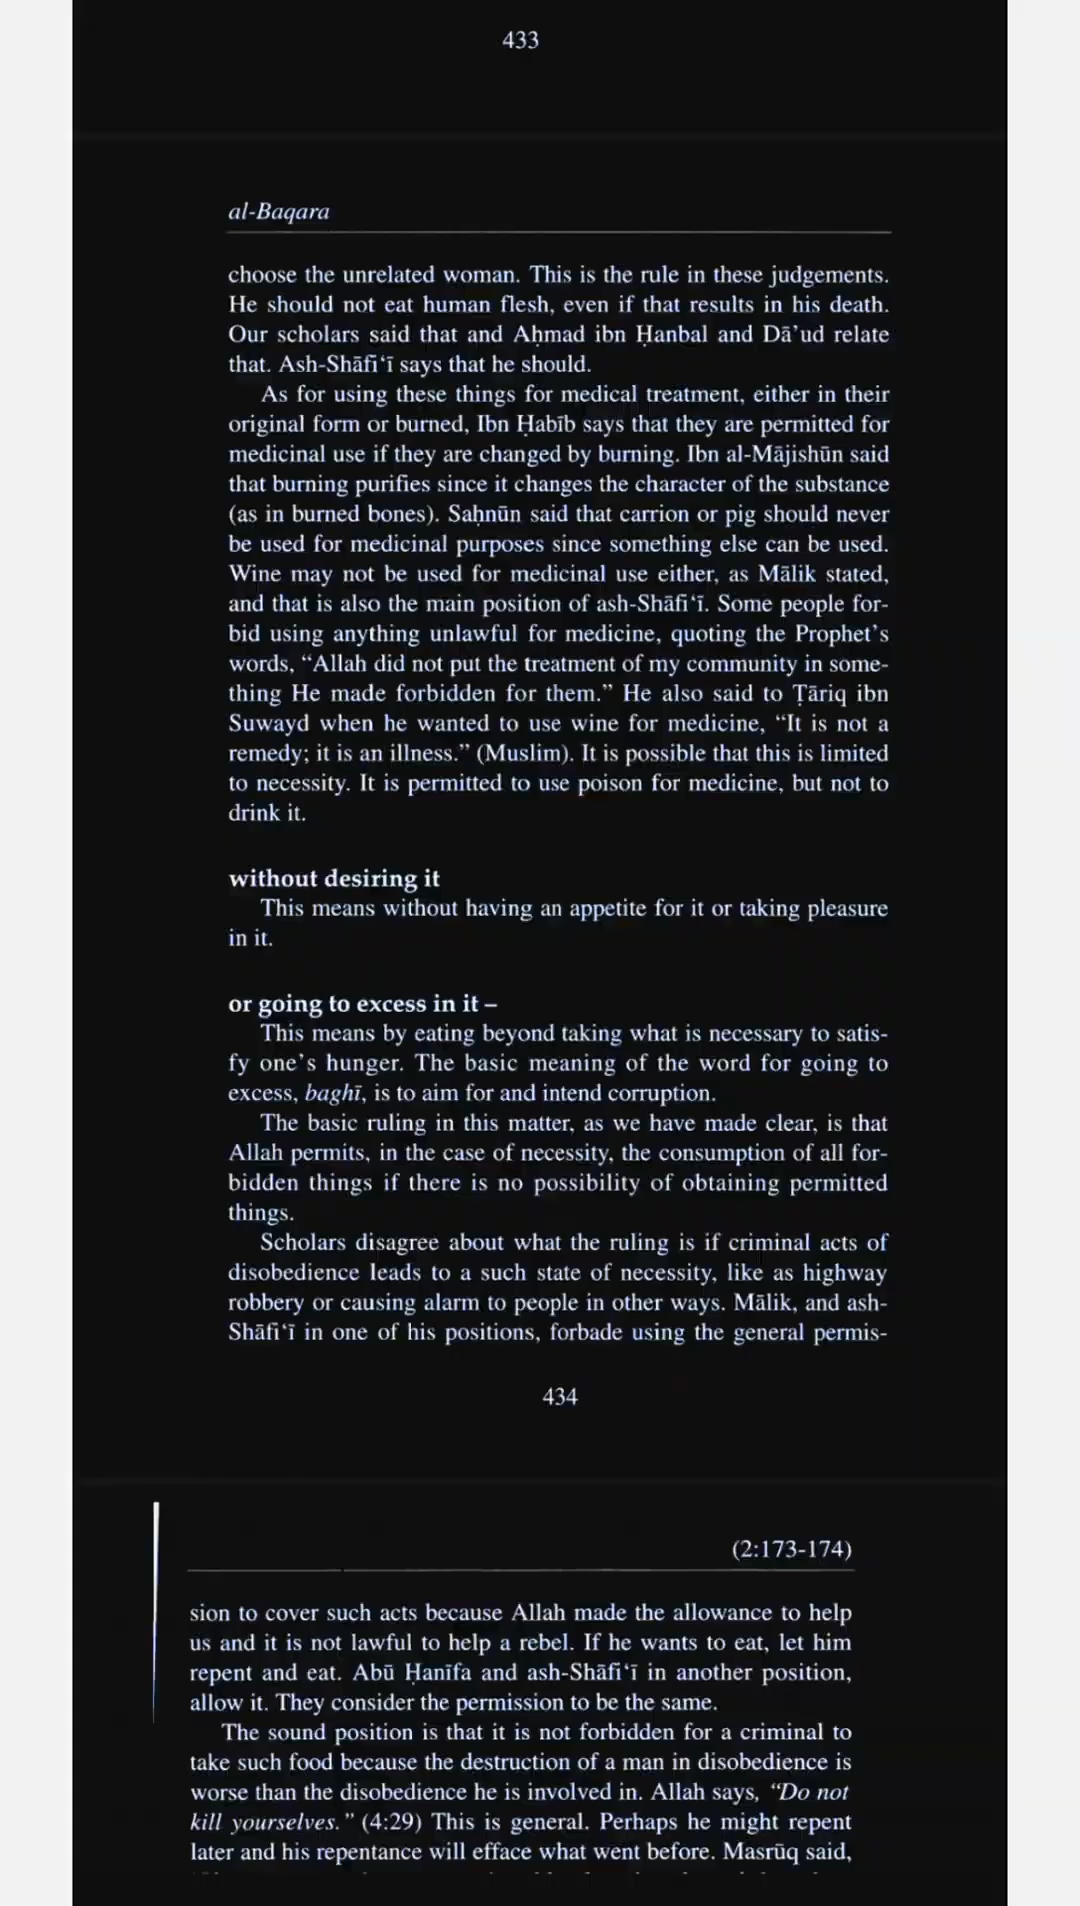 433
al-Baqara
choose the unrelated woman. This is the rule in these judgements.
He should not eat human flesh, even if that results in his death.
Our scholars said that and Aḥmad ibn Ḥanbal and Dā’ud relate
that. Ash-Shāfi‘ī says that he should.
As for using these things for medical treatment, either in their
original form or burned, Ibn Ḥabīb says that they are permitted for
medicinal use if they are changed by burning. Ibn al-Mājishūn said
that burning purifies since it changes the character of the substance
(as in burned bones). Saḥnūn said that carrion or pig should never
be used for medicinal purposes since something else can be used.
Wine may not be used for medicinal use either, as Mālik stated,
and that is also the main position of ash-Shāfi‘ī. Some people for-
bid using anything unlawful for medicine, quoting the Prophet’s
words, “Allah did not put the treatment of my community in some-
thing He made forbidden for them.” He also said to Ṭāriq ibn
Suwayd when he wanted to use wine for medicine, “It is not a
remedy; it is an illness.” (Muslim). It is possible that this is limited
to necessity. It is permitted to use poison for medicine, but not to
drink it.
without desiring it
This means without having an appetite for it or taking pleasure
in it.
or going to excess in it –
This means by eating beyond taking what is necessary to satis-
fy one’s hunger. The basic meaning of the word for going to
excess, baghī, is to aim for and intend corruption.
The basic ruling in this matter, as we have made clear, is that
Allah permits, in the case of necessity, the consumption of all for-
bidden things if there is no possibility of obtaining permitted
things.
Scholars disagree about what the ruling is if criminal acts of
disobedience leads to a such state of necessity, like as highway
robbery or causing alarm to people in other ways. Mālik, and ash-
Shāfi‘ī in one of his positions, forbade using the general permis-
434
(2:173-174)
sion to cover such acts because Allah made the allowance to help
us and it is not lawful to help a rebel. If he wants to eat, let him
repent and eat. Abū Ḥanīfa and ash-Shāfi‘ī in another position,
allow it. They consider the permission to be the same.
The sound position is that it is not forbidden for a criminal to
take such food because the destruction of a man in disobedience is
worse than the disobedience he is involved in. Allah says, “Do not
kill yourselves.” (4:29) This is general. Perhaps he might repent
later and his repentance will efface what went before. Masrūq said,